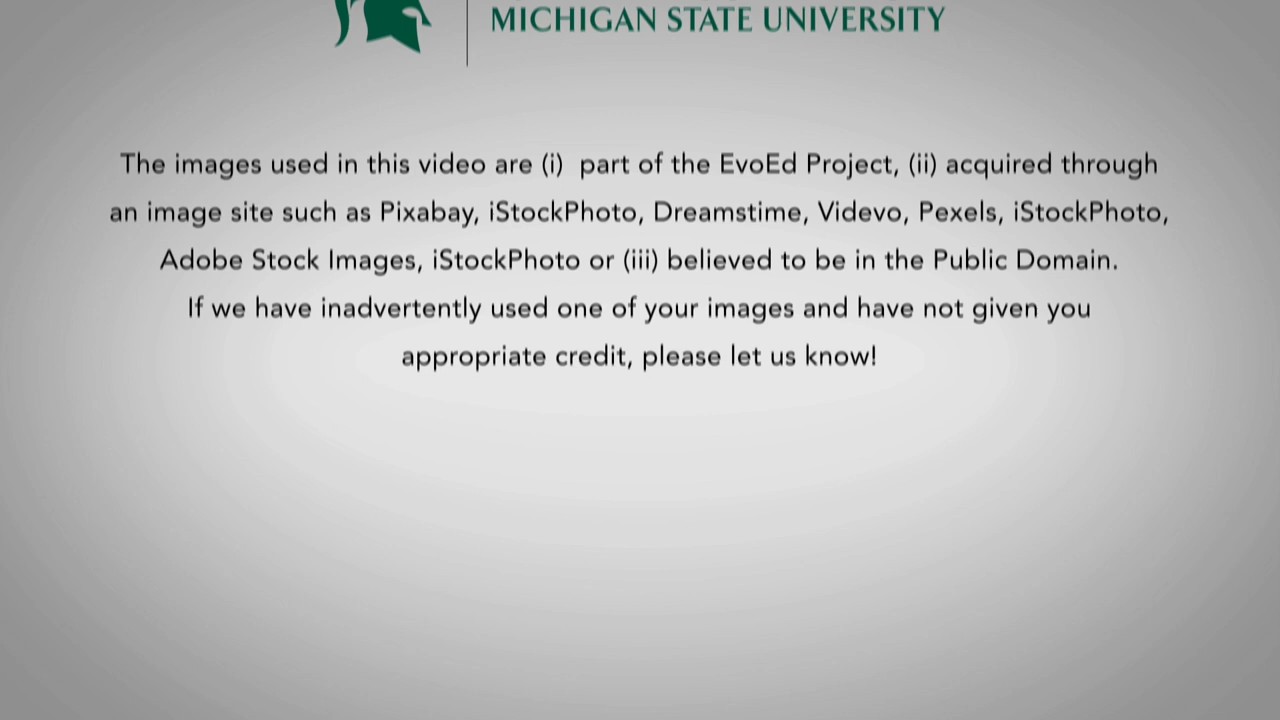 MICHIGAN STATE UNIVERSITY
The images used in this video are (i)  part of the EvoEd Project, (ii) acquired through
an image site such as Pixabay, iStockPhoto, Dreamstime, Videvo, Pexels, iStockPhoto,
Adobe Stock Images, iStockPhoto or (iii) believed to be in the Public Domain.
If we have inadvertently used one of your images and have not given you
appropriate credit, please let us know!